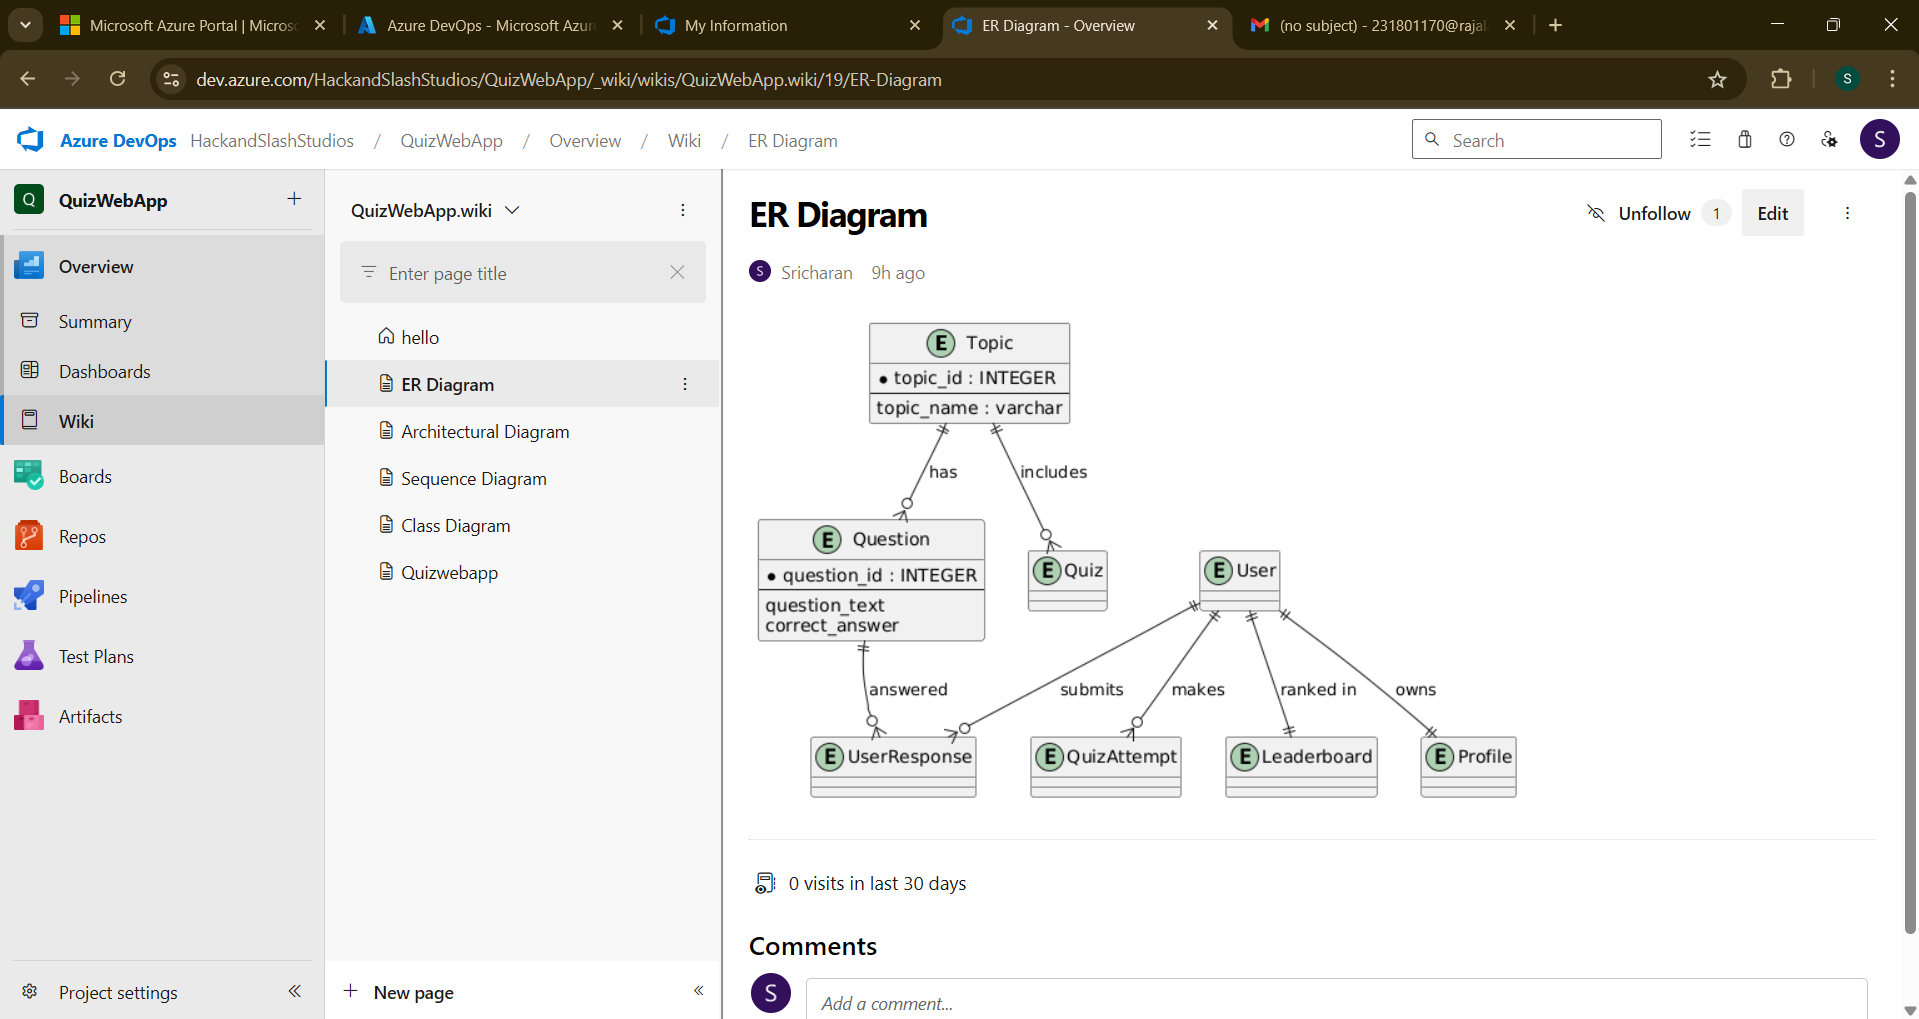 Microsoft Azure Portal | Micros
Azure DevOps - Microsoft Azur
My Information
ER Diagram - Overview
(no subject) - 231801170@rajal
dev.azure.com/HackandSlashStudios/QuizWebApp/_wiki/wikis/QuizWebApp.wiki/19/ER-Diagram
S
Azure DevOps HackandSlashStudios / QuizWebApp / Overview / Wiki / ER Diagram
Search
S
Q QuizWebApp
Overview
Summary
Dashboards
Wiki
Boards
Repos
Pipelines
Test Plans
Artifacts
Project settings
QuizWebApp.wiki
Enter page title
hello
ER Diagram
Architectural Diagram
Sequence Diagram
Class Diagram
Quizwebapp
New page
ER Diagram
Unfollow 1 Edit
S Sricharan 9h ago
E Topic
topic_id : INTEGER
topic_name : varchar
has
includes
E Question
question_id : INTEGER
question_text
correct_answer
E Quiz
E User
answered
submits
makes
ranked in
owns
E UserResponse
E QuizAttempt
E Leaderboard
E Profile
0 visits in last 30 days
Comments
S
Add a comment...